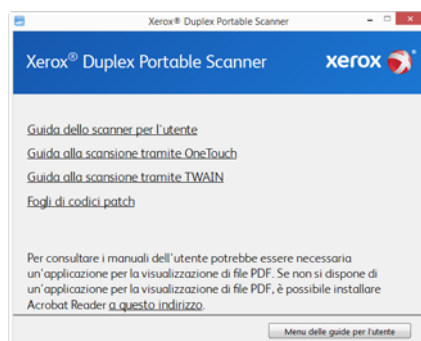 Xerox® Duplex Portable Scanner
Xerox® Duplex Portable Scanner
xerox
Guida dello scanner per l'utente
Guida alla scansione tramite OneTouch
Guida alla scansione tramite TWAIN
Fogli di codici patch
Per consultare i manuali dell'utente potrebbe essere necessaria
un'applicazione per la visualizzazione di file PDF. Se non si dispone di
un'applicazione per la visualizzazione di file PDF, è possibile installare
Acrobat Reader a questo indirizzo.
Menu delle guide per l'utente